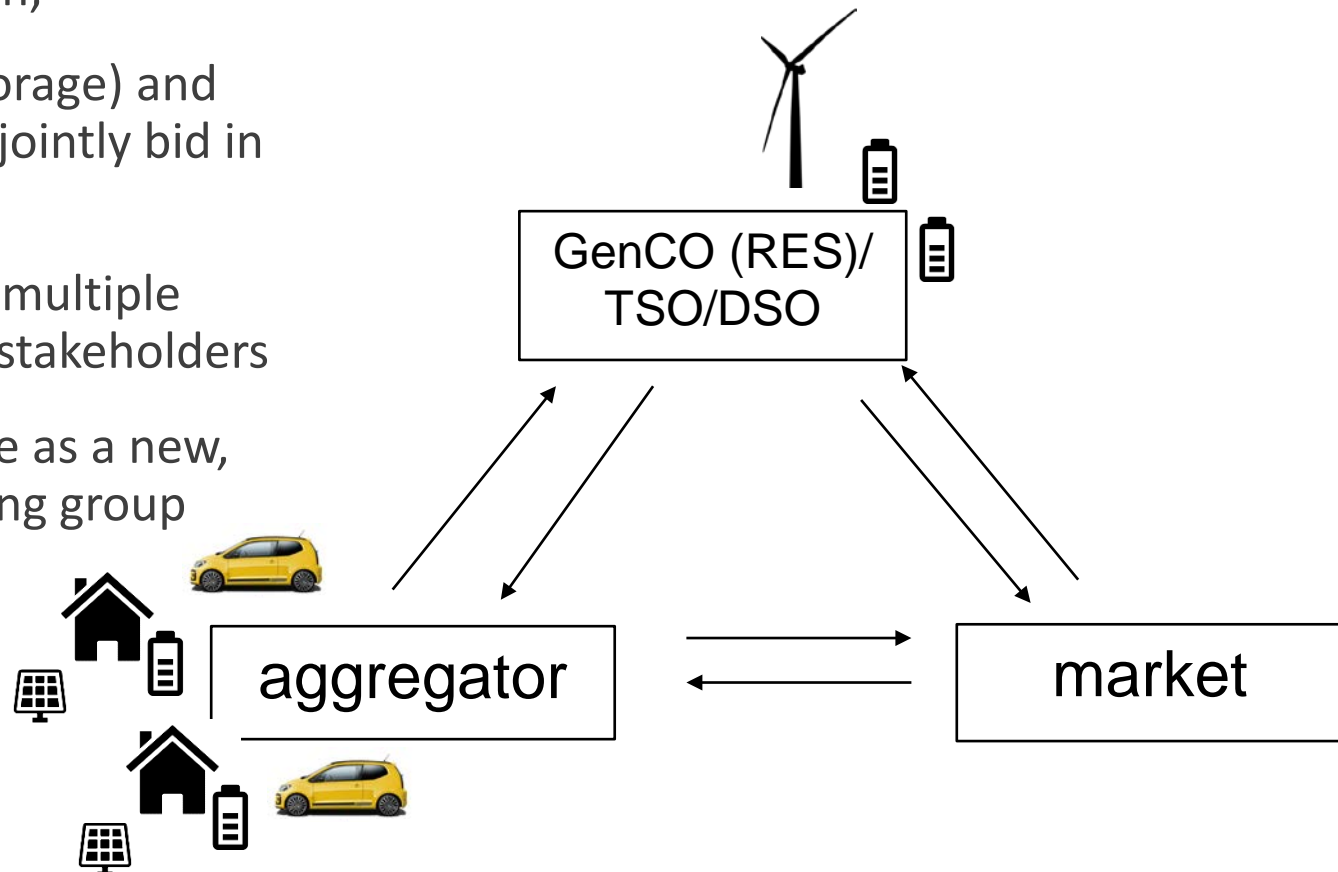 orage) and
jointly bid in
multiple
stakeholders
e as a new,
ng group
GenCO (RES)/
TSO/DSO
aggregator
market